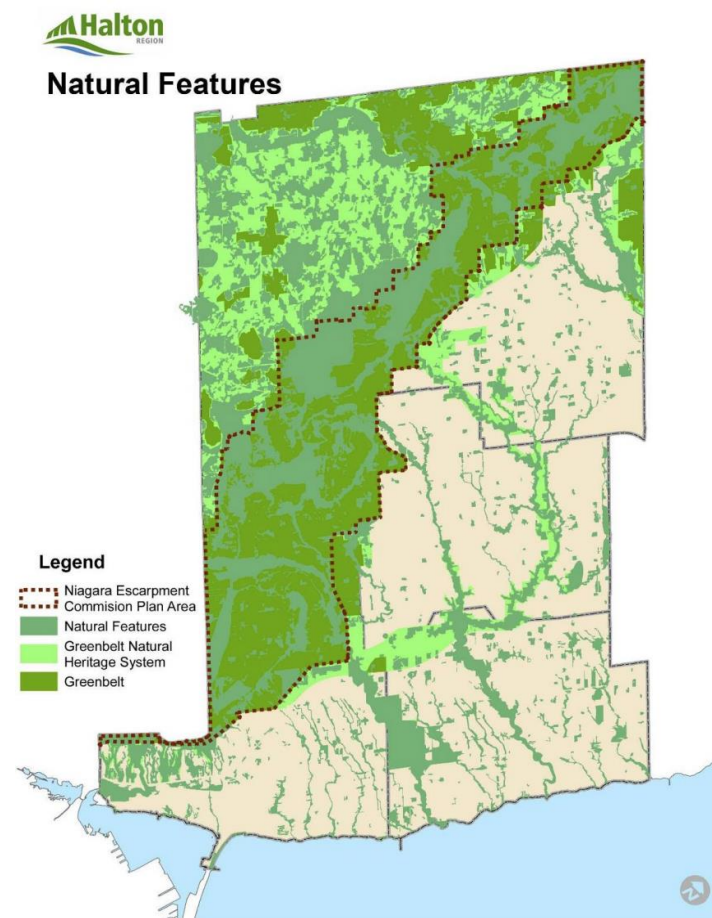 Halton
REGION
Natural Features
Legend
Niagara Escarpment
Commision Plan Area
Natural Features
Greenbelt Natural
Heritage System
Greenbelt